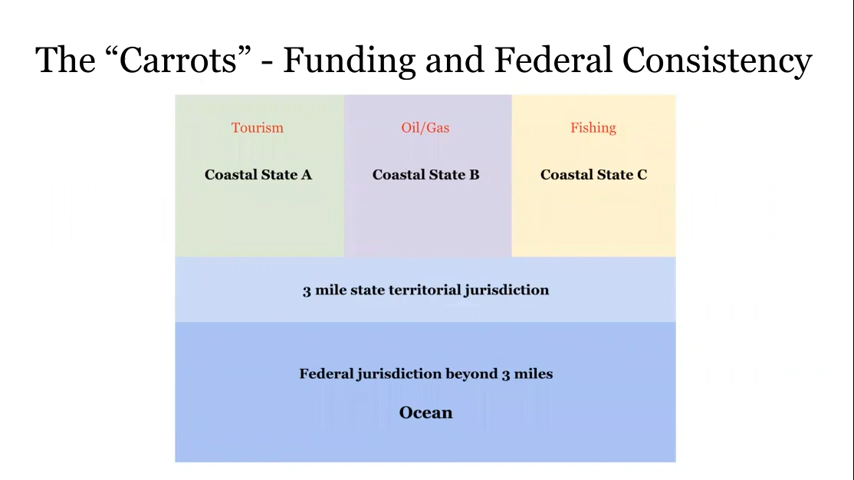 The “Carrots” - Funding and Federal Consistency
Tourism
Oil/Gas
Fishing
Coastal State A
Coastal State B
Coastal State C
3 mile state territorial jurisdiction
Federal jurisdiction beyond 3 miles
Ocean